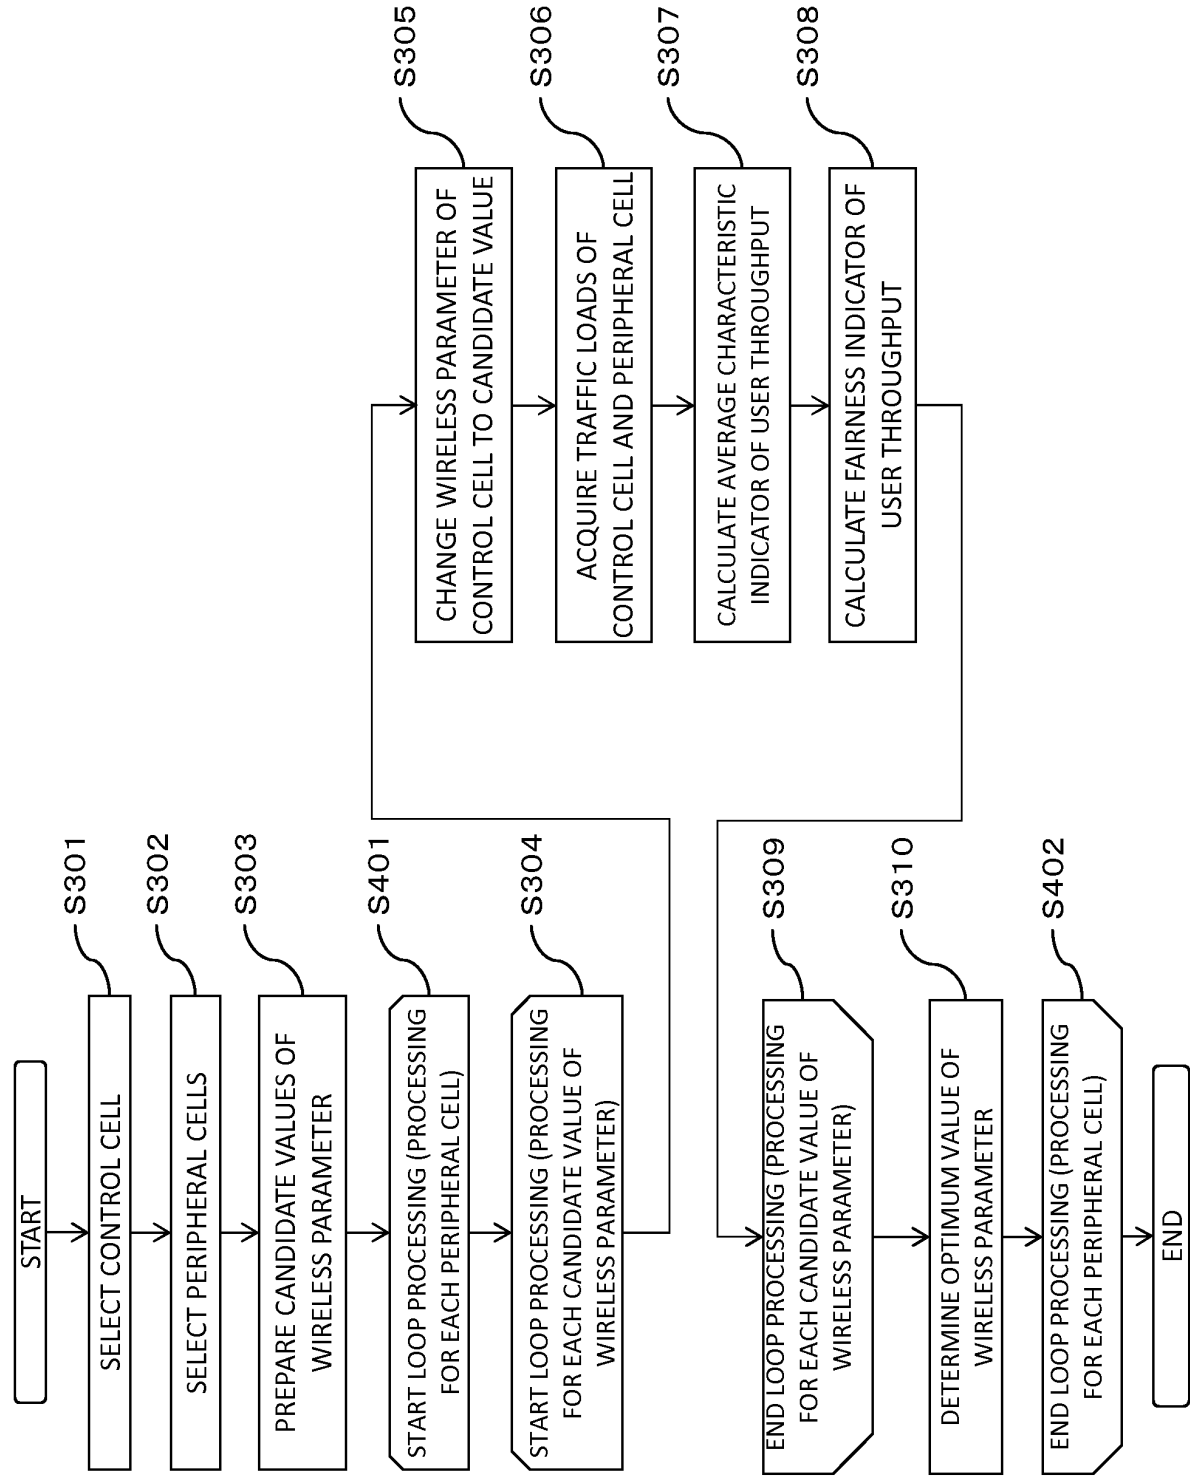 START
SELECT CONTROL CELL
S301
SELECT PERIPHERAL CELLS
S302
PREPARE CANDIDATE VALUES OF
WIRELESS PARAMETER
S303
START LOOP PROCESSING (PROCESSING
FOR EACH PERIPHERAL CELL)
S401
START LOOP PROCESSING (PROCESSING
FOR EACH CANDIDATE VALUE OF
WIRELESS PARAMETER)
S304
CHANGE WIRELESS PARAMETER OF
CONTROL CELL TO CANDIDATE VALUE
S305
ACQUIRE TRAFFIC LOADS OF
CONTROL CELL AND PERIPHERAL CELL
S306
CALCULATE AVERAGE CHARACTERISTIC
INDICATOR OF USER THROUGHPUT
S307
CALCULATE FAIRNESS INDICATOR OF
USER THROUGHPUT
S308
END LOOP PROCESSING (PROCESSING
FOR EACH CANDIDATE VALUE OF
WIRELESS PARAMETER)
S309
DETERMINE OPTIMUM VALUE OF
WIRELESS PARAMETER
S310
END LOOP PROCESSING (PROCESSING
FOR EACH PERIPHERAL CELL)
S402
END